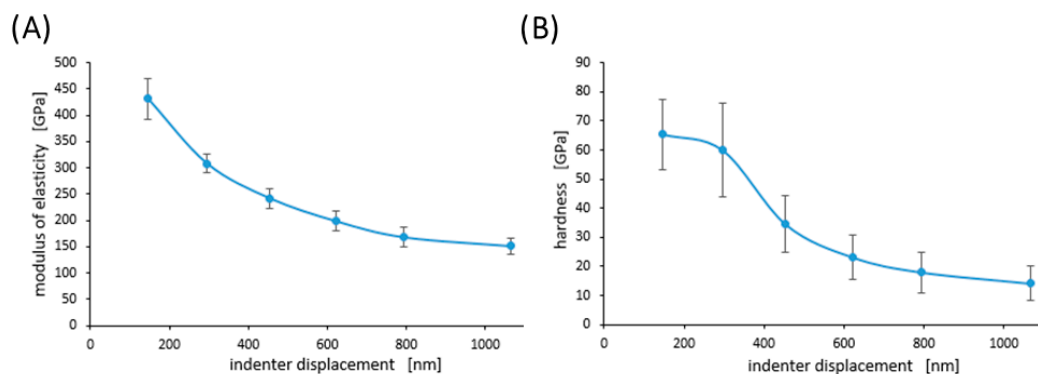 (A)
500
450
400
350
300
250
200
150
100
50
0
0 200 400 600 800 1000
modulus of elasticity [GPa]
indenter displacement [nm]
(B)
90
80
70
60
50
40
30
20
10
0
0 200 400 600 800 1000
hardness [GPa]
indenter displacement [nm]